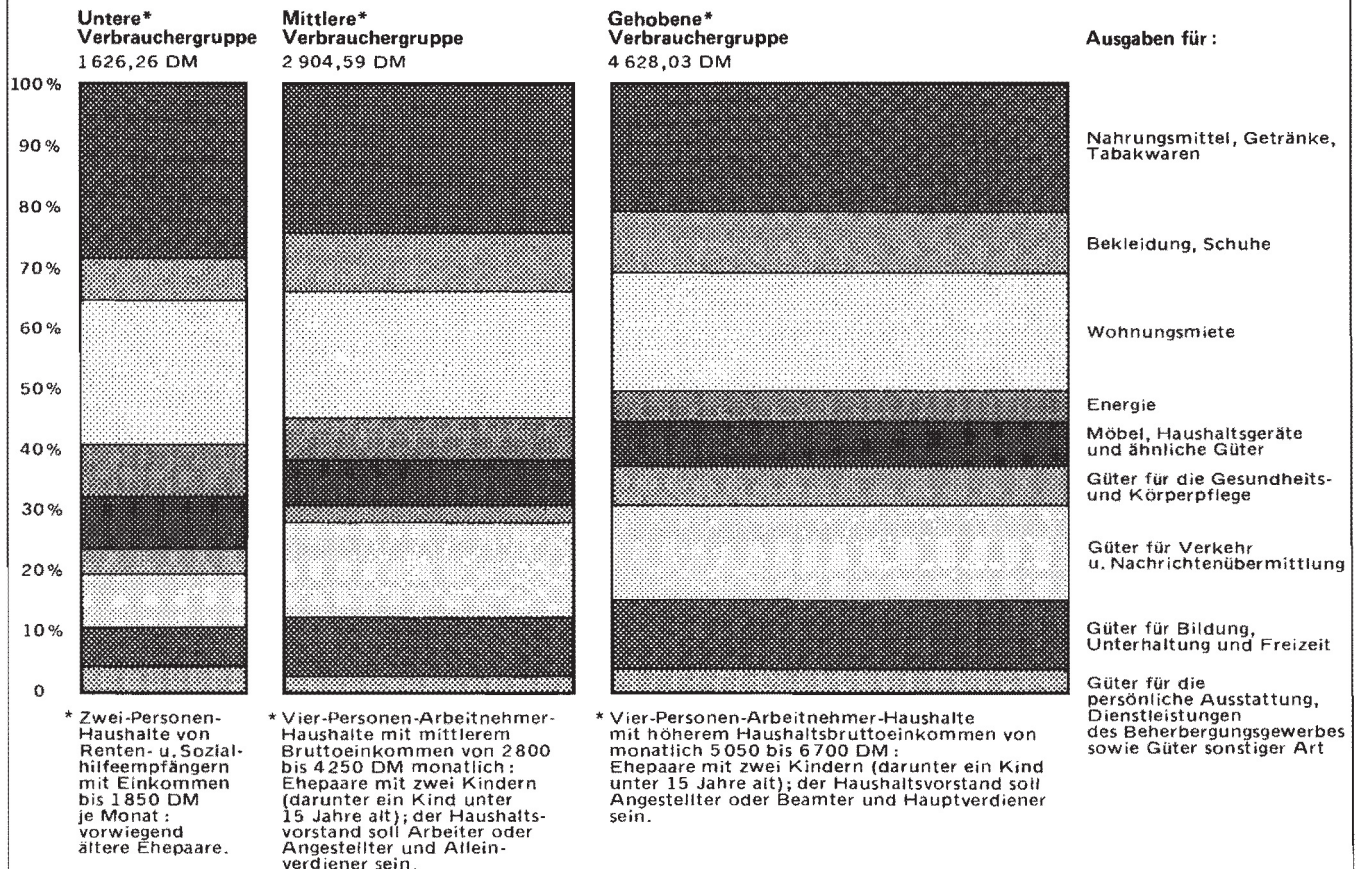 Untere*
Verbrauchergruppe
1 626,26 DM
Mittlere*
Verbrauchergruppe
2 904,59 DM
Gehobene*
Verbrauchergruppe
4 628,03 DM
Ausgaben für :
100 %
90 %
80 %
70 %
60 %
50 %
40 %
30 %
20 %
10 %
0
Nahrungsmittel, Getränke,
Tabakwaren
Bekleidung, Schuhe
Wohnungsmiete
Energie
Möbel, Haushaltsgeräte
und ähnliche Güter
Güter für die Gesundheits-
und Körperpflege
Güter für Verkehr
u. Nachrichtenübermittlung
Güter für Bildung,
Unterhaltung und Freizeit
Güter für die
persönliche Ausstattung,
Dienstleistungen
des Beherbergungsgewerbes
sowie Güter sonstiger Art
* Zwei-Personen-
Haushalte von
Renten- u. Sozial-
hilfeempfängern
mit Einkommen
bis 1850 DM
je Monat :
vorwiegend
ältere Ehepaare.
* Vier-Personen-Arbeitnehmer-
Haushalte mit mittlerem
Bruttoeinkommen von 2800
bis 4250 DM monatlich :
Ehepaare mit zwei Kindern
(darunter ein Kind unter
15 Jahre alt); der Haushalts-
vorstand soll Arbeiter oder
Angestellter und Allein-
verdiener sein.
* Vier-Personen-Arbeitnehmer-Haushalte
mit höherem Haushaltsbruttoeinkommen von
monatlich 5 050 bis 6 700 DM :
Ehepaare mit zwei Kindern (darunter ein Kind
unter 15 Jahre alt); der Haushaltsvorstand soll
Angestellter oder Beamter und Hauptverdiener
sein.